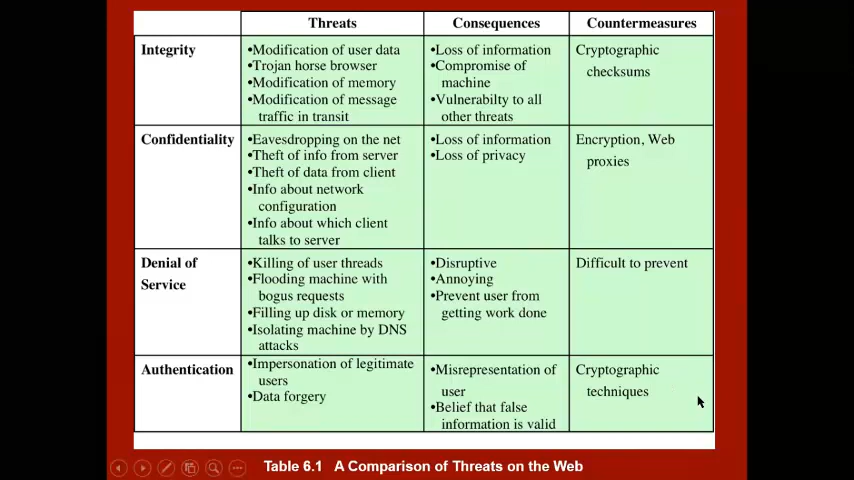 Threats Consequences Countermeasures
Integrity
•Modification of user data
•Trojan horse browser
•Modification of memory
•Modification of message
traffic in transit
•Loss of information
•Compromise of
machine
•Vulnerabilty to all
other threats
Cryptographic
checksums
Confidentiality
•Eavesdropping on the net
•Theft of info from server
•Theft of data from client
•Info about network
configuration
•Info about which client
talks to server
•Loss of information
•Loss of privacy
Encryption, Web
proxies
Denial of
Service
•Killing of user threads
•Flooding machine with
bogus requests
•Filling up disk or memory
•Isolating machine by DNS
attacks
•Disruptive
•Annoying
•Prevent user from
getting work done
Difficult to prevent
Authentication
•Impersonation of legitimate
users
•Data forgery
•Misrepresentation of
user
•Belief that false
information is valid
Cryptographic
techniques
Table 6.1 A Comparison of Threats on the Web